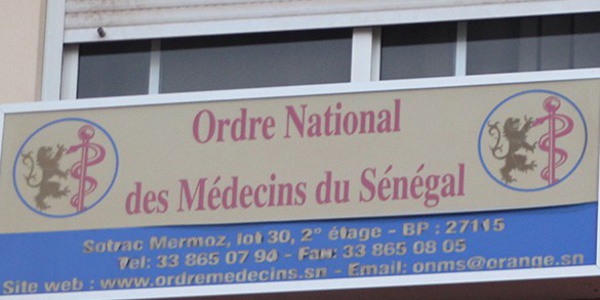 Ordre National
des Médecins du Sénégal
Sotrac Mermoz, lot 30, 2° étage - BP : 27115
Tel: 33 865 07 94 - Fax: 33 865 08 05
Site web : www.ordremedecins.sn - Email: onms@orange.sn